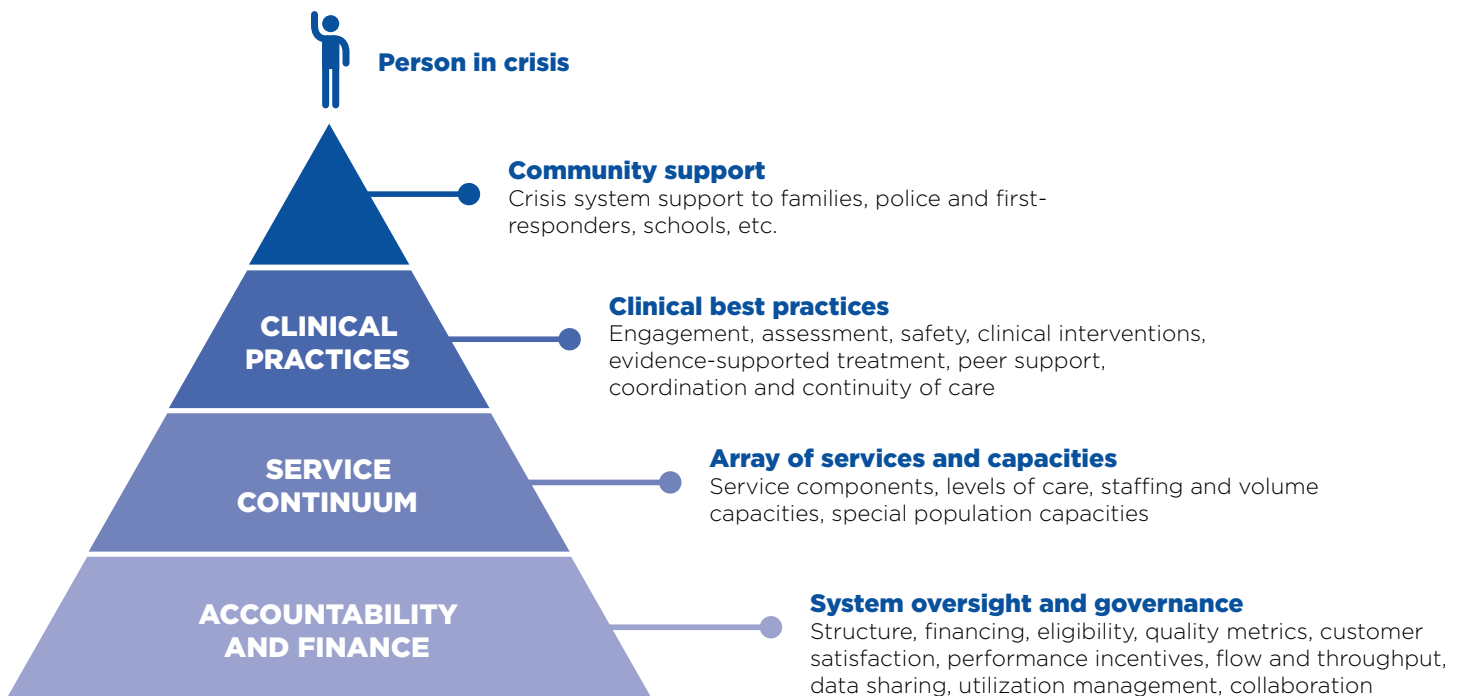 Person in crisis
Community support
Crisis system support to families, police and first-
responders, schools, etc.
CLINICAL
PRACTICES
Clinical best practices
Engagement, assessment, safety, clinical interventions,
evidence-supported treatment, peer support,
coordination and continuity of care
SERVICE
CONTINUUM
Array of services and capacities
Service components, levels of care, staffing and volume
capacities, special population capacities
ACCOUNTABILITY
AND FINANCE
System oversight and governance
Structure, financing, eligibility, quality metrics, customer
satisfaction, performance incentives, flow and throughput,
data sharing, utilization management, collaboration